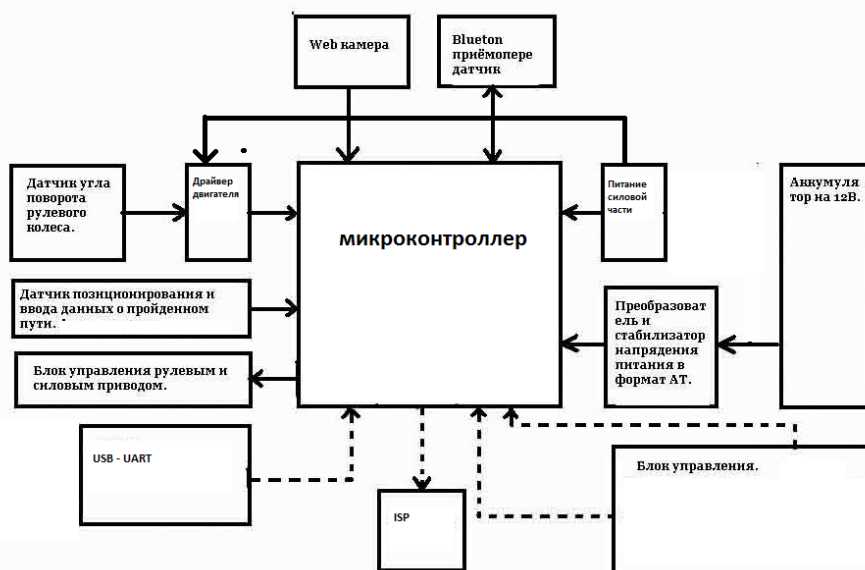 Web камера
Blueton
приёмопере
датчик
Датчик угла
поворота
рулевого
колеса.
Драйвер
двигателя
микроконтроллер
Питание
силовой
части
Аккумуля
тор на 12В.
Датчик позиционирования и
ввода данных о пройденном
пути.
Преобразоват
ель и
стабилизатор
напрядения
питания в
формат АТ.
Блок управления рулевым и
силовым приводом.
USB - UART
ISP
Блок управления.